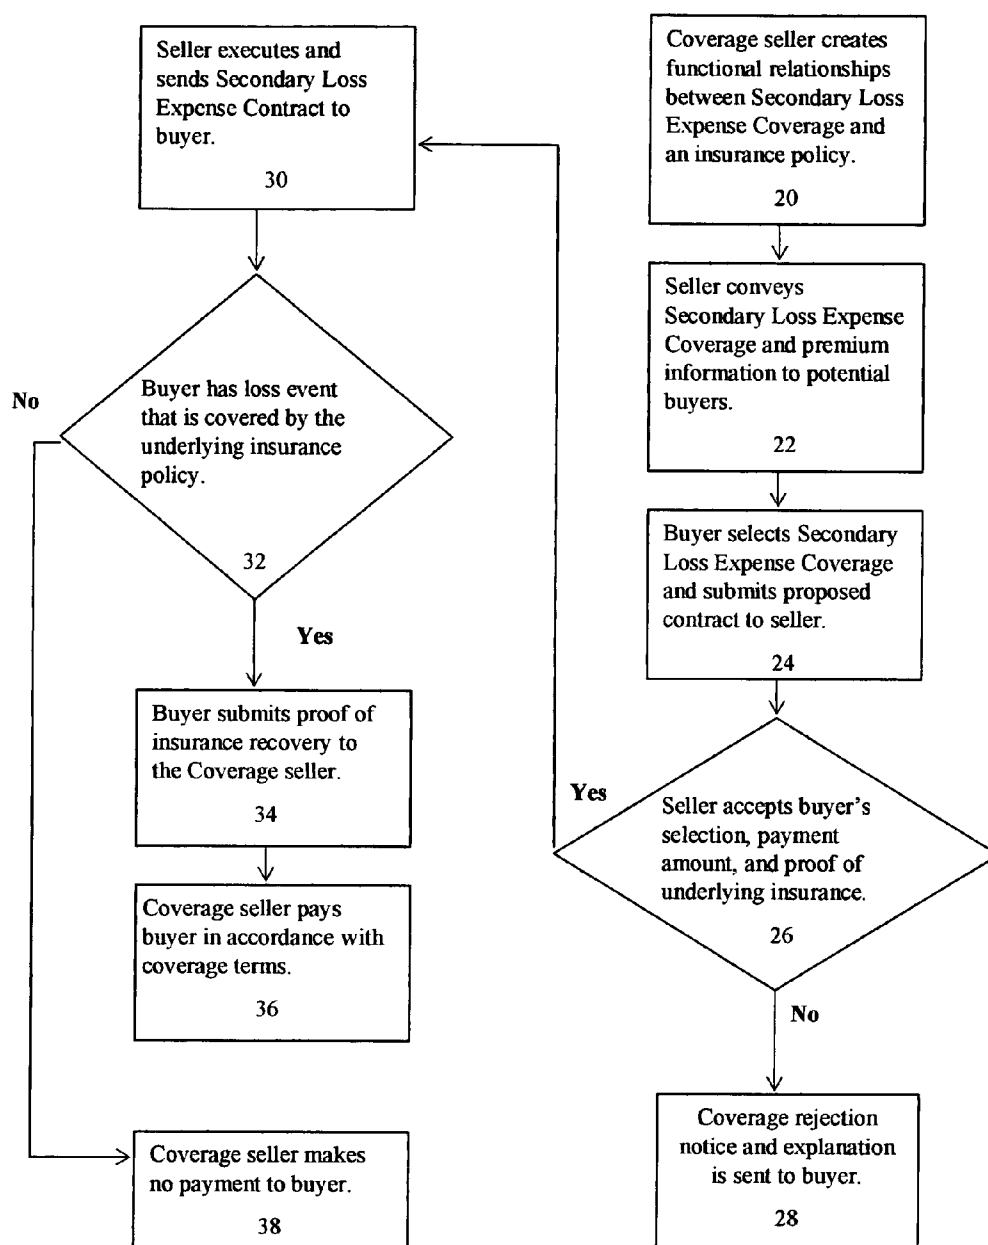 Seller executes and
sends Secondary Loss
Expense Contract to
buyer.
30
Buyer has loss event
that is covered by the
underlying insurance
policy.
32
No
Yes
Buyer submits proof of
insurance recovery to
the Coverage seller.
34
Coverage seller pays
buyer in accordance with
coverage terms.
36
Coverage seller makes
no payment to buyer.
38
Coverage seller creates
functional relationships
between Secondary Loss
Expense Coverage and
an insurance policy.
20
Seller conveys
Secondary Loss Expense
Coverage and premium
information to potential
buyers.
22
Buyer selects Secondary
Loss Expense Coverage
and submits proposed
contract to seller.
24
Yes
Seller accepts buyer's
selection, payment
amount, and proof of
underlying insurance.
26
No
Coverage rejection
notice and explanation
is sent to buyer.
28